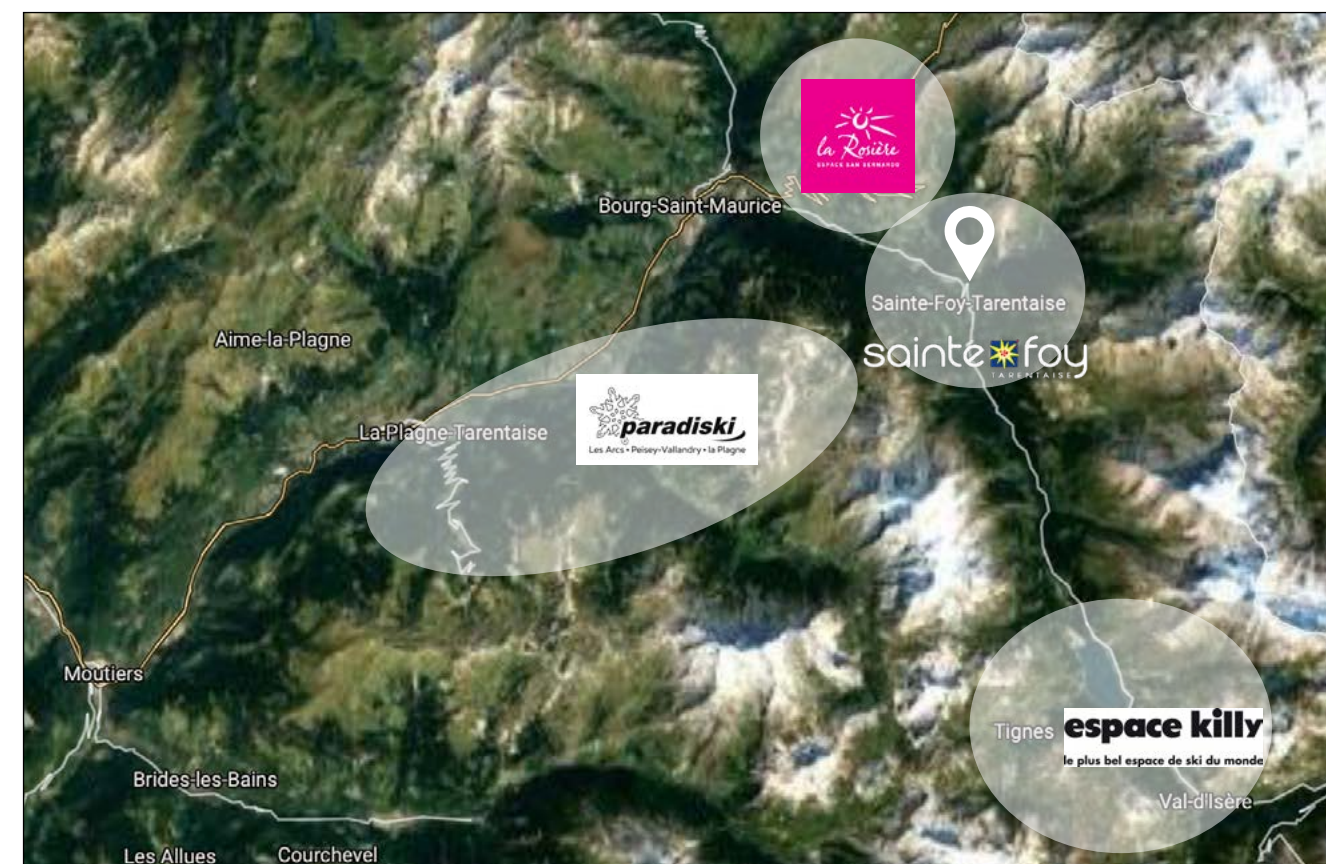 la Rosière
ESPACE SAN BERNARDO
Bourg-Saint-Maurice
Sainte-Foy-Tarentaise
sainte foy
TARENTAISE
Aime-la-Plagne
paradiski
Les Arcs • Peisey-Vallandry • la Plagne
La Plagne-Tarentaise
Moutiers
Tignes
espace killy
le plus bel espace de ski du monde
Brides-les-Bains
Val-d'Isère
Les Allues
Courchevel